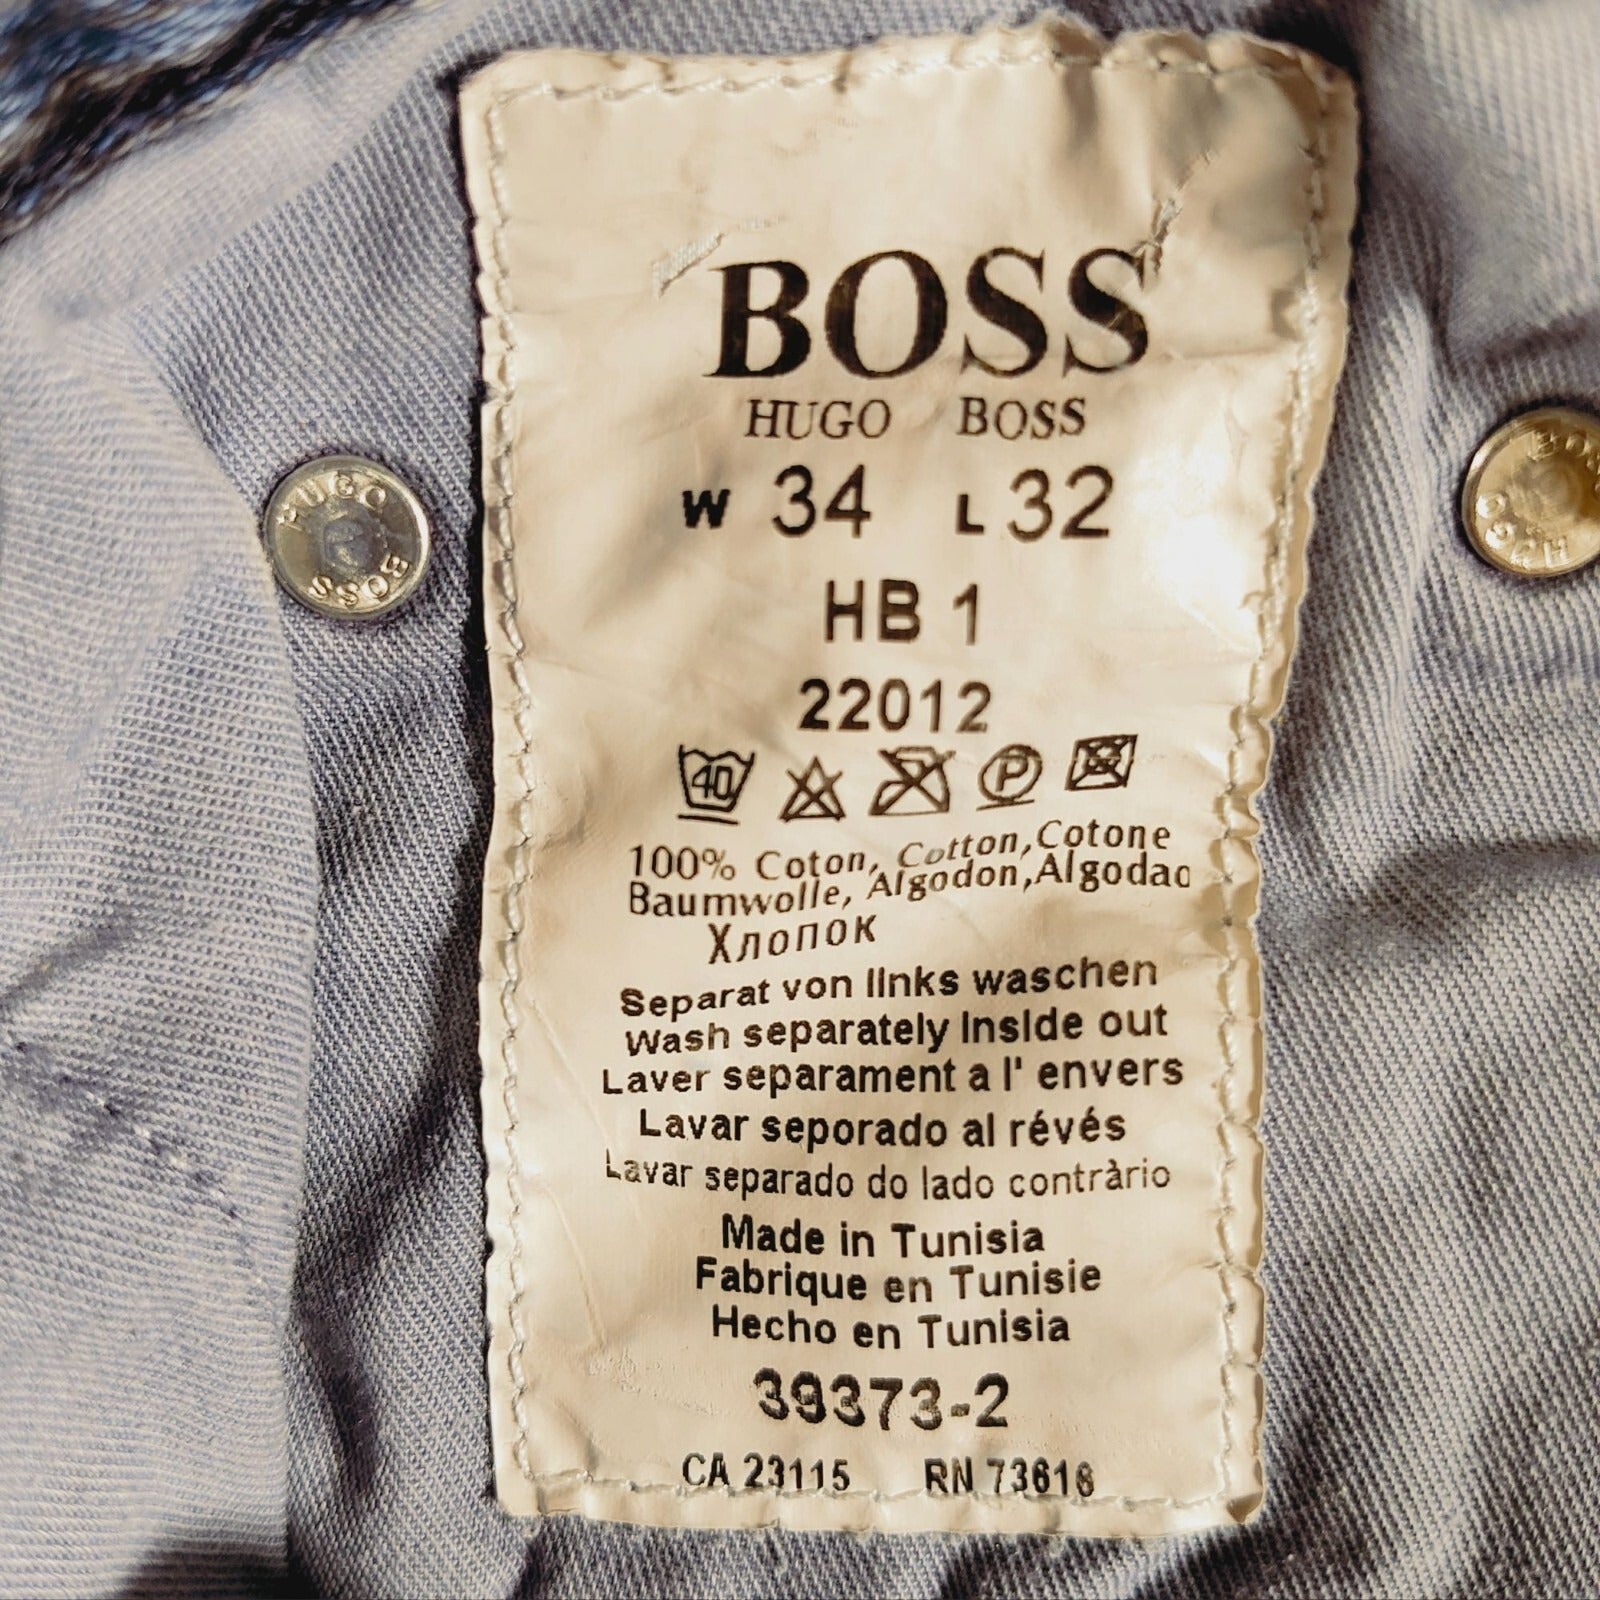 BOSS
HUGO BOSS
W 34 L 32
HB 1
22012
40 P
100% Coton, Cotton, Cotone
Baumwolle, Algodon, Algodao
Хлопок
Separat von links waschen
Wash separately Inside out
Laver separament a l' envers
Lavar seporado al révés
Lavar separado do lado contràrio
Made in Tunisia
Fabrique en Tunisie
Hecho en Tunisia
39373-2
CA 23115 RN 73616
HUGO BOSS
HUGO BOSS